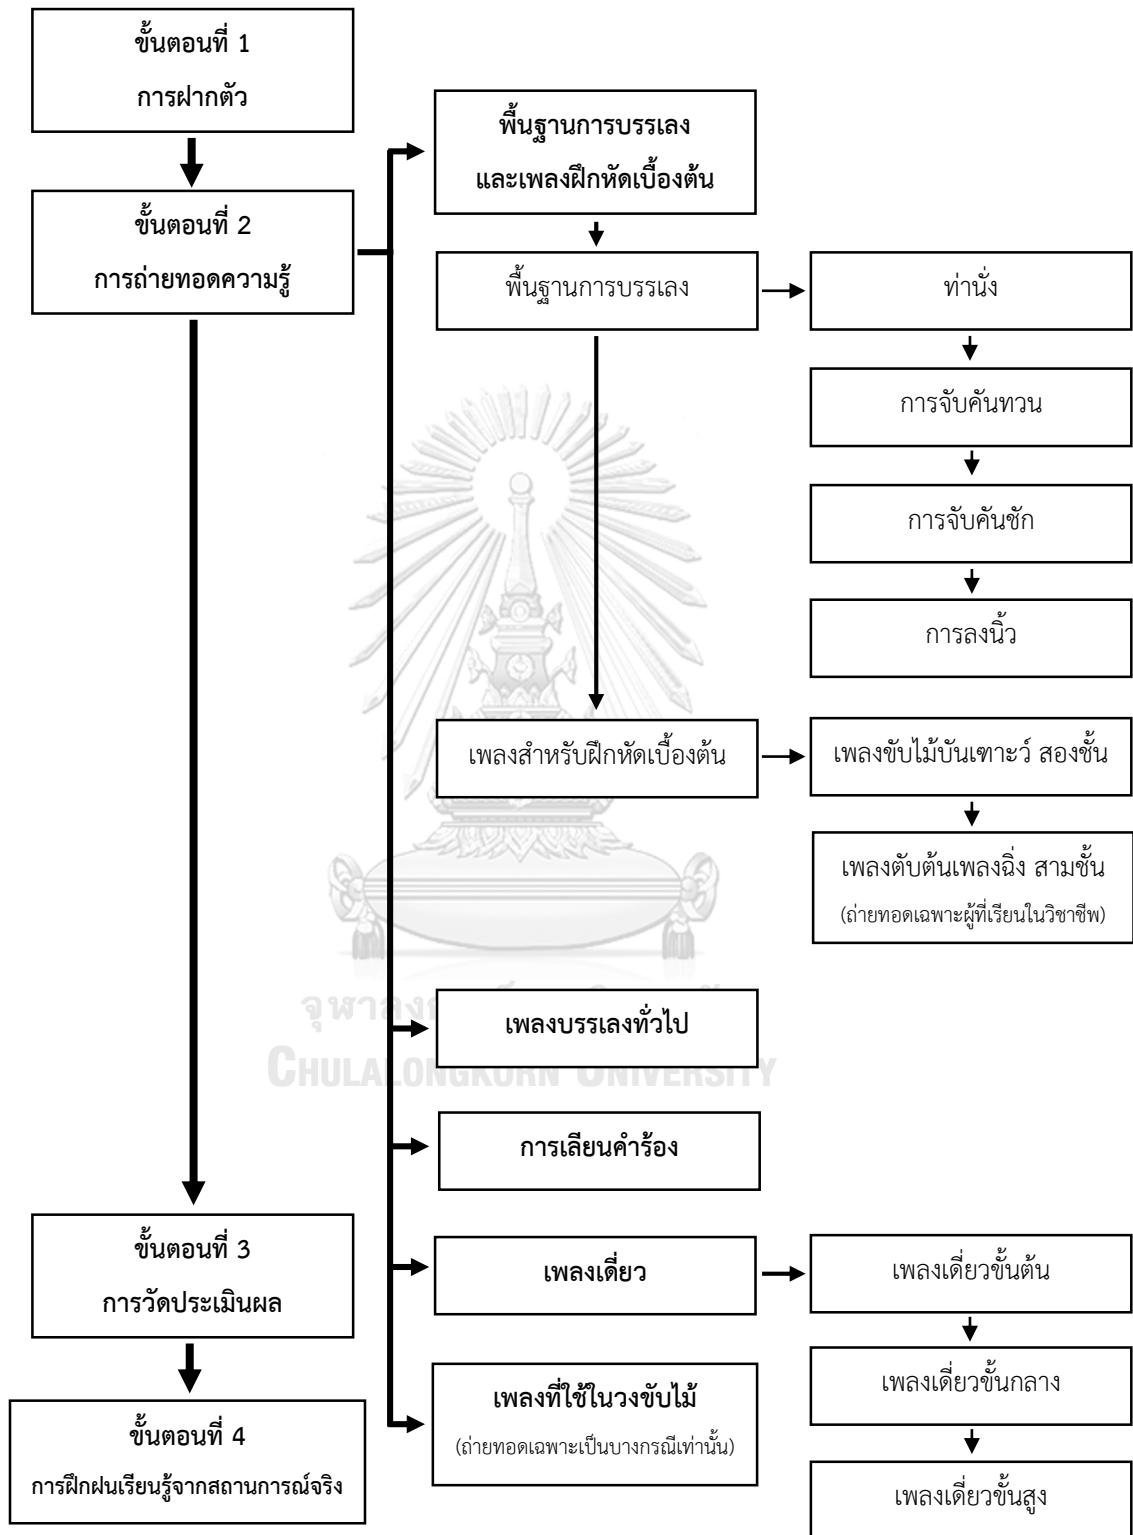 ขั้นตอนที่ 1
การฝากตัว
ขั้นตอนที่ 2
การถ่ายทอดความรู้
พื้นฐานการบรรเลง
และเพลงฝึกหัดเบื้องต้น
พื้นฐานการบรรเลง
ท่านั่ง
การจับคันทวน
การจับคันชัก
การลงนิ้ว
เพลงสำหรับฝึกหัดเบื้องต้น
เพลงขับไม้บันเฑาะว์ สองชั้น
เพลงตับต้นเพลงฉิ่ง สามชั้น
(ถ่ายทอดเฉพาะผู้ที่เรียนในวิชาชีพ)
เพลงบรรเลงทั่วไป
CHULALONGKORN UNIVERSITY
การเลียนคำร้อง
เพลงเดี่ยว
เพลงเดี่ยวขั้นต้น
เพลงเดี่ยวขั้นกลาง
เพลงเดี่ยวขั้นสูง
เพลงที่ใช้ในวงขับไม้
(ถ่ายทอดเฉพาะเป็นบางกรณีเท่านั้น)
ขั้นตอนที่ 3
การวัดประเมินผล
ขั้นตอนที่ 4
การฝึกฝนเรียนรู้จากสถานการณ์จริง